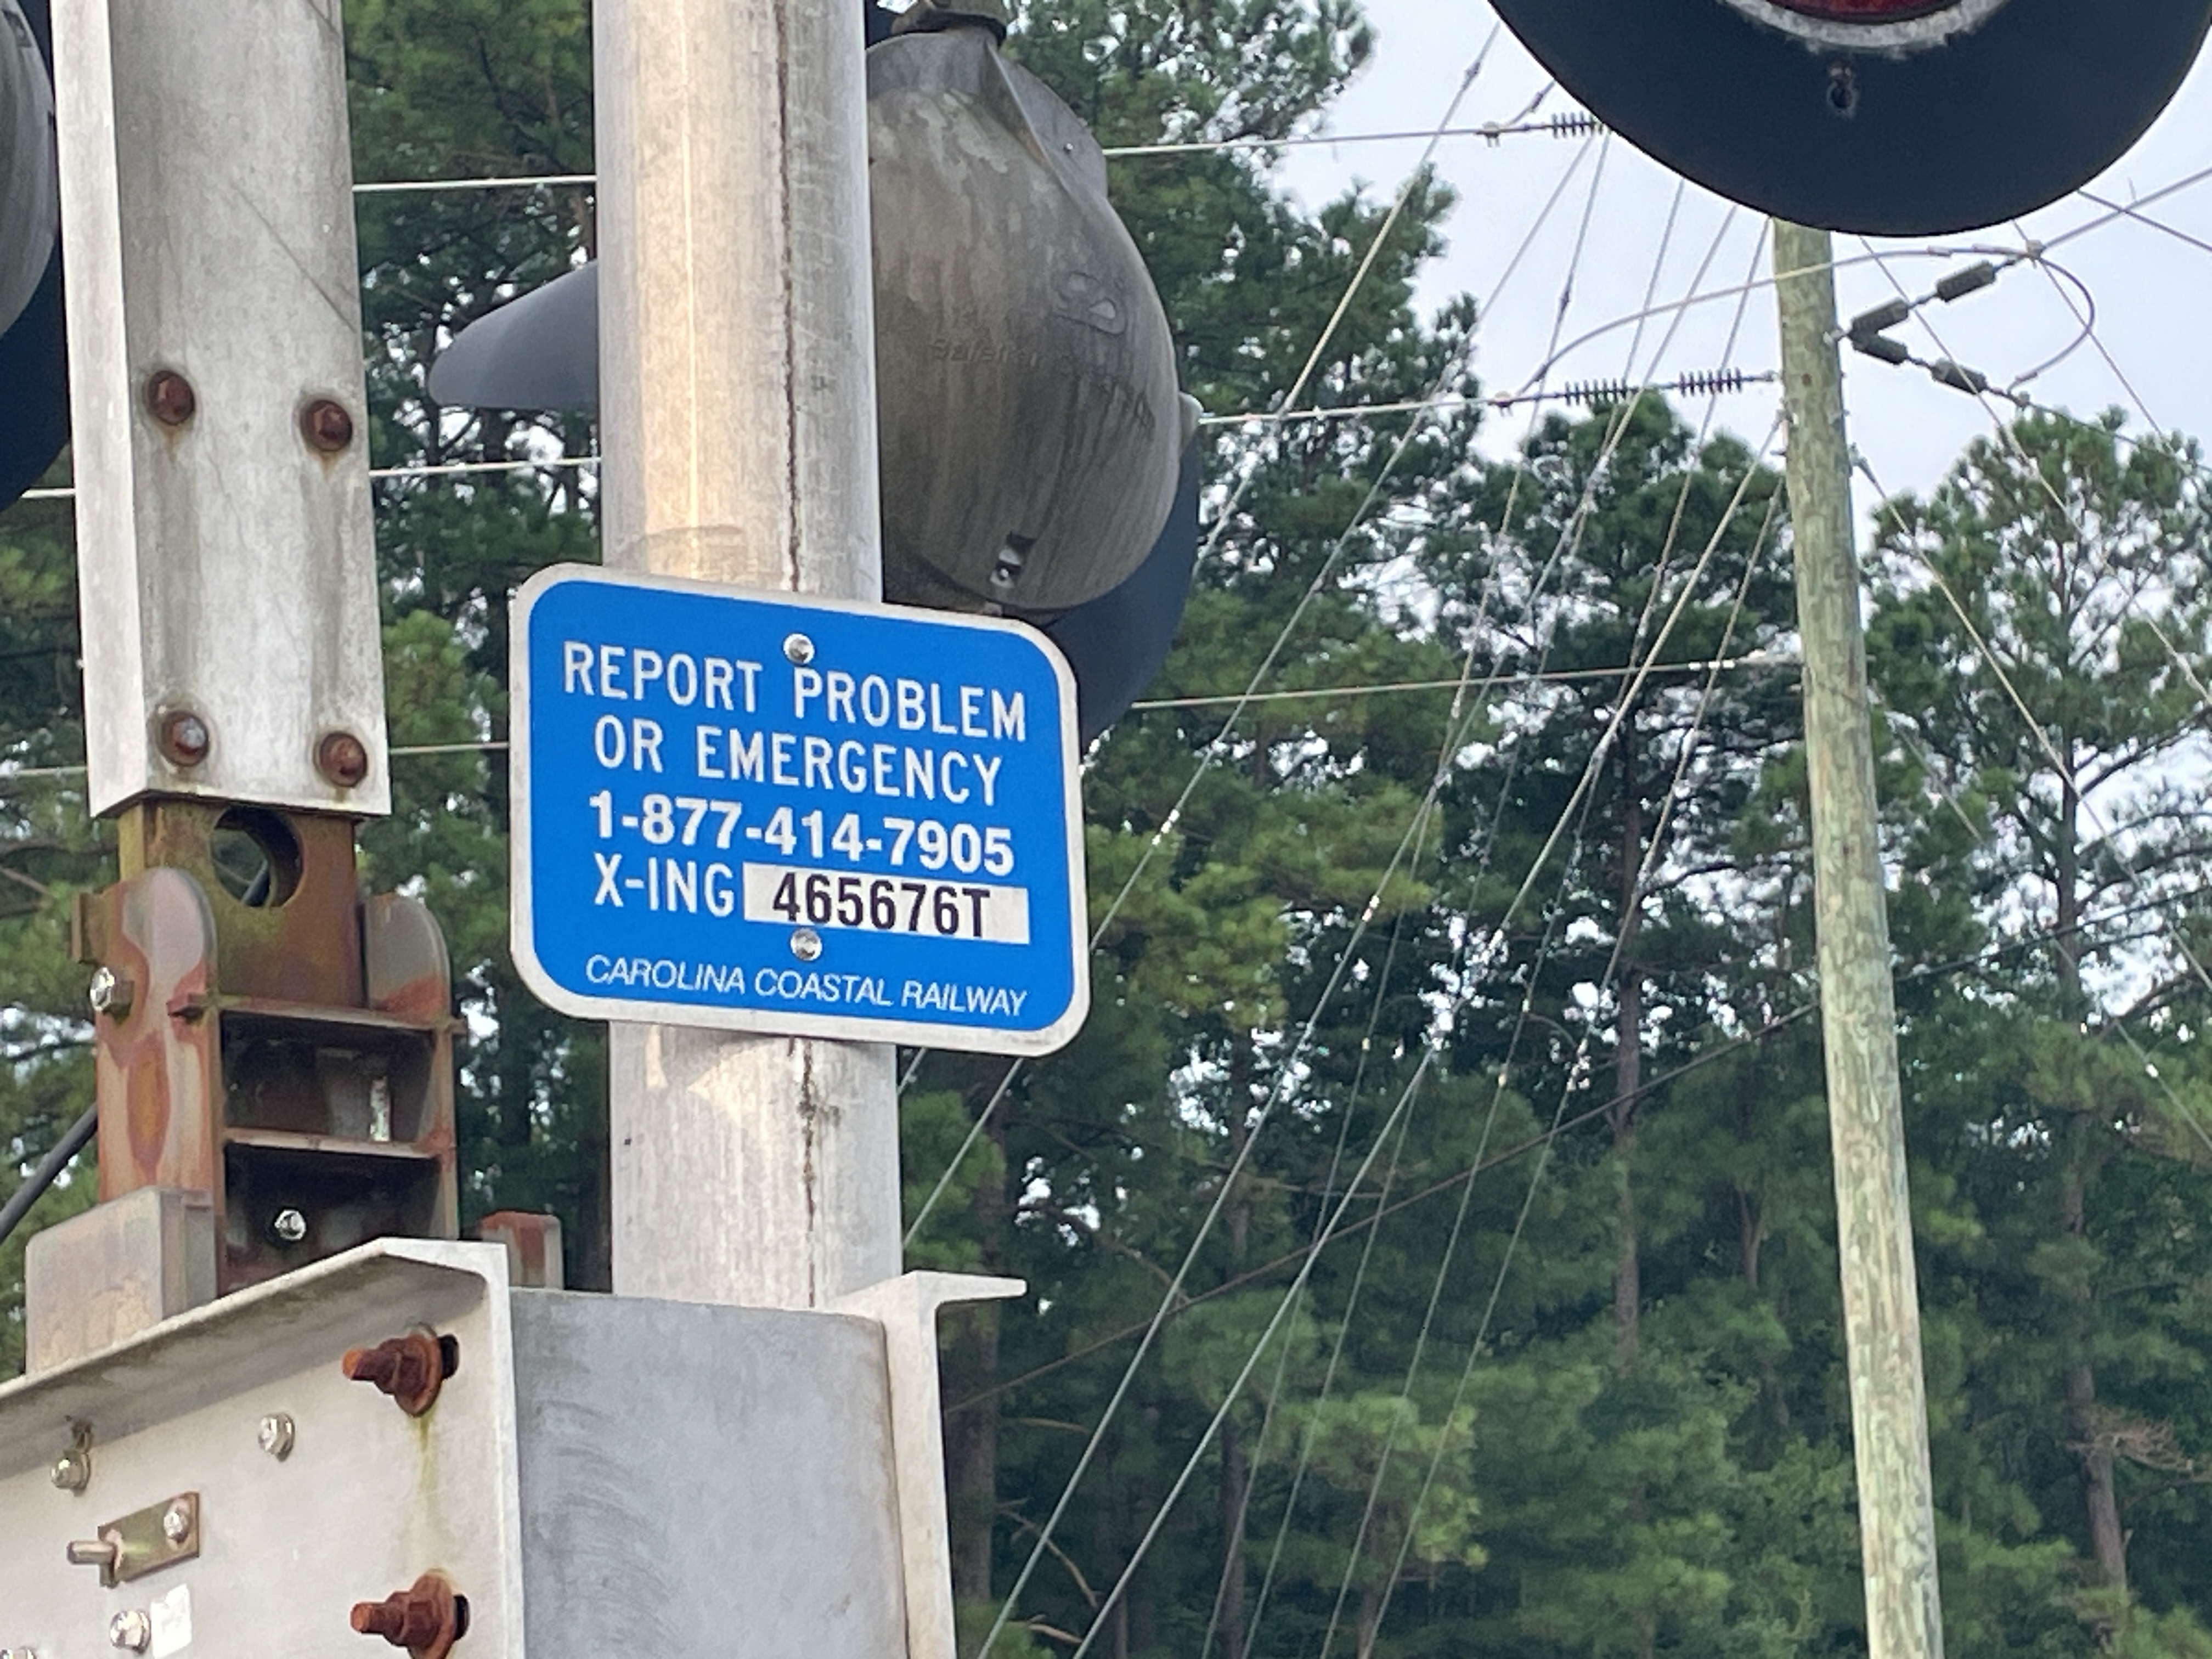 REPORT PROBLEM
OR EMERGENCY
1-877-414-7905
X-ING 465676T
CAROLINA COASTAL RAILWAY